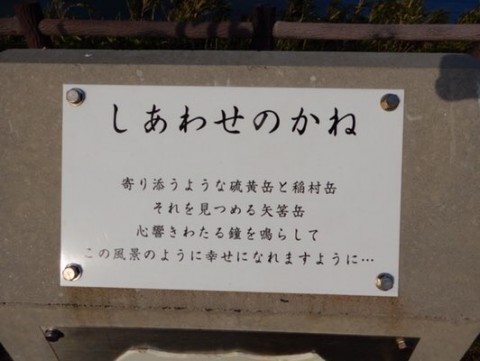 しあわせのかね
寄り添うような硫黄岳と稲村岳
それを見つめる矢筈岳
心響きわたる鐘を鳴らして
この風景のように幸せになれますように…